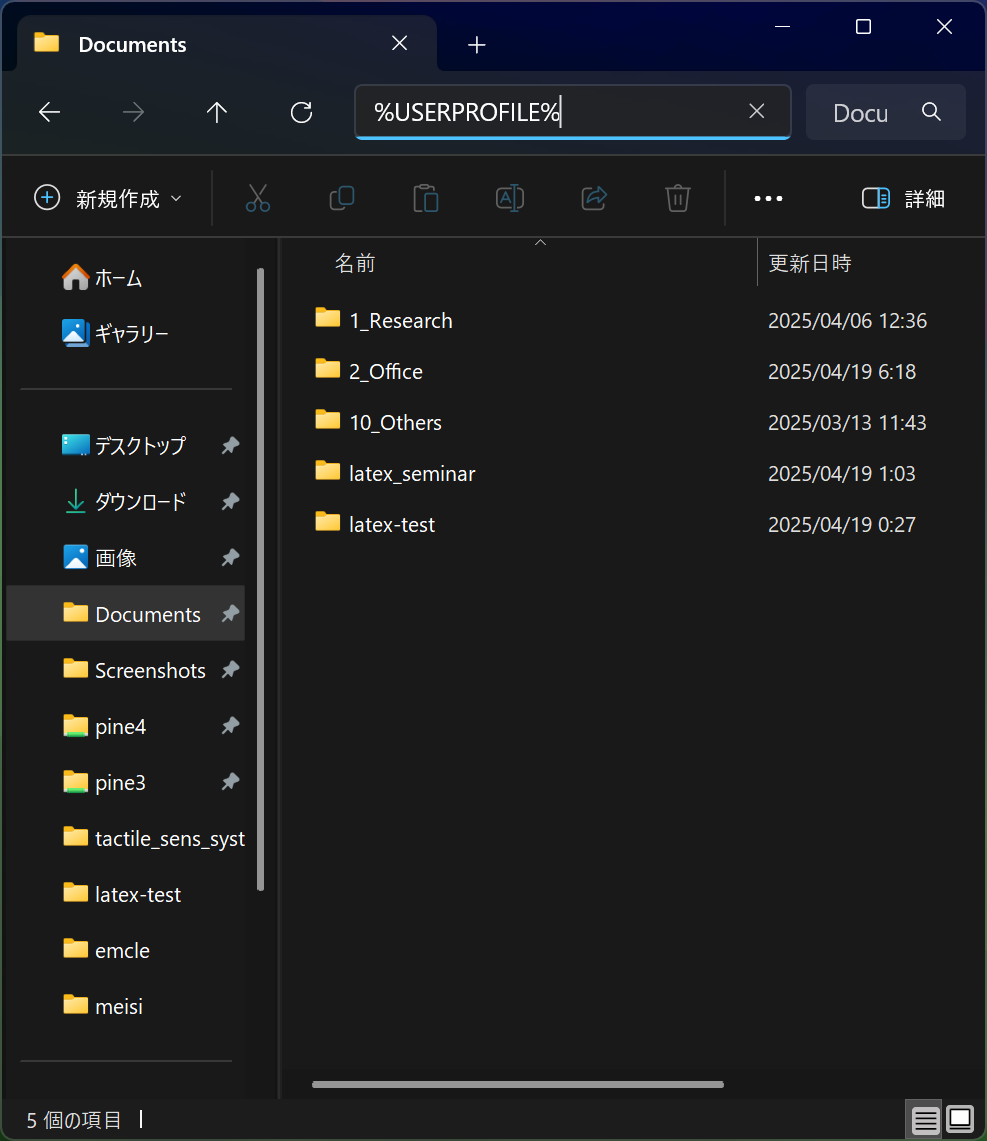 Documents
%USERPROFILE%
Docu
新規作成
詳細
ホーム
ギャラリー
デスクトップ
ダウンロード
画像
Documents
Screenshots
pine4
pine3
tactile_sens_syst
latex-test
emcle
meisi
名前 更新日時
1_Research 2025/04/06 12:36
2_Office 2025/04/19 6:18
10_Others 2025/03/13 11:43
latex_seminar 2025/04/19 1:03
latex-test 2025/04/19 0:27
5 個の項目